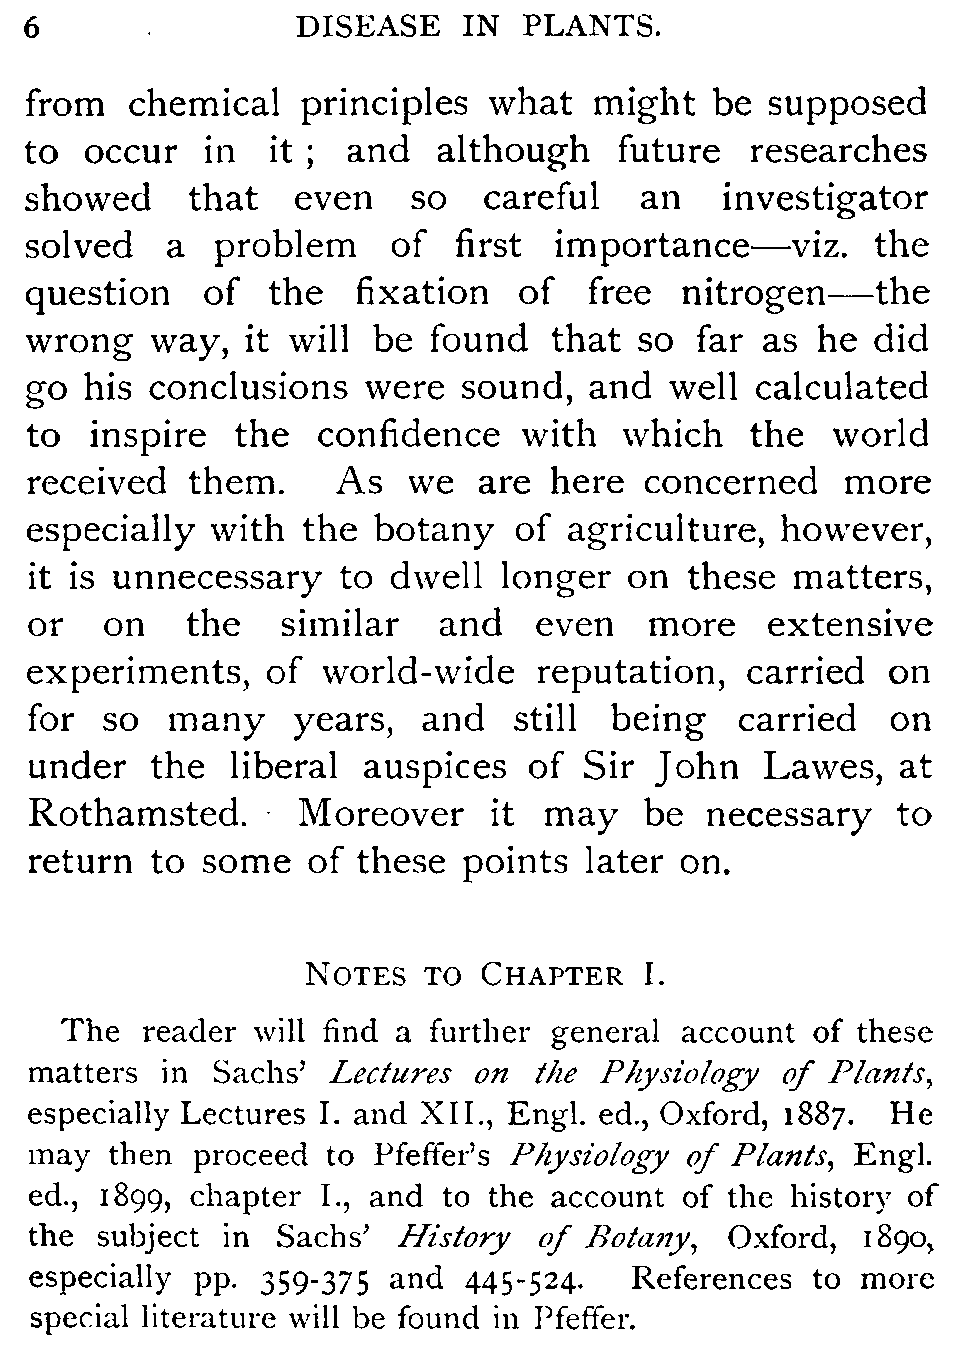 6 DISEASE IN PLANTS.
from chemical principles what might be supposed
to occur in it ; and although future researches
showed that even so careful an investigator
solved a problem of first importance—viz. the
question of the fixation of free nitrogen—the
wrong way, it will be found that so far as he did
go his conclusions were sound, and well calculated
to inspire the confidence with which the world
received them. As we are here concerned more
especially with the botany of agriculture, however,
it is unnecessary to dwell longer on these matters,
or on the similar and even more extensive
experiments, of world-wide reputation, carried on
for so many years, and still being carried on
under the liberal auspices of Sir John Lawes, at
Rothamsted. Moreover it may be necessary to
return to some of these points later on.
NOTES TO CHAPTER I.
The reader will find a further general account of these
matters in Sachs' Lectures on the Physiology of Plants,
especially Lectures I. and XII., Engl. ed., Oxford, 1887. He
may then proceed to Pfeffer's Physiology of Plants, Engl.
ed., 1899, chapter I., and to the account of the history of
the subject in Sachs' History of Botany, Oxford, 1890,
especially pp. 359-375 and 445-524. References to more
special literature will be found in Pfeffer.